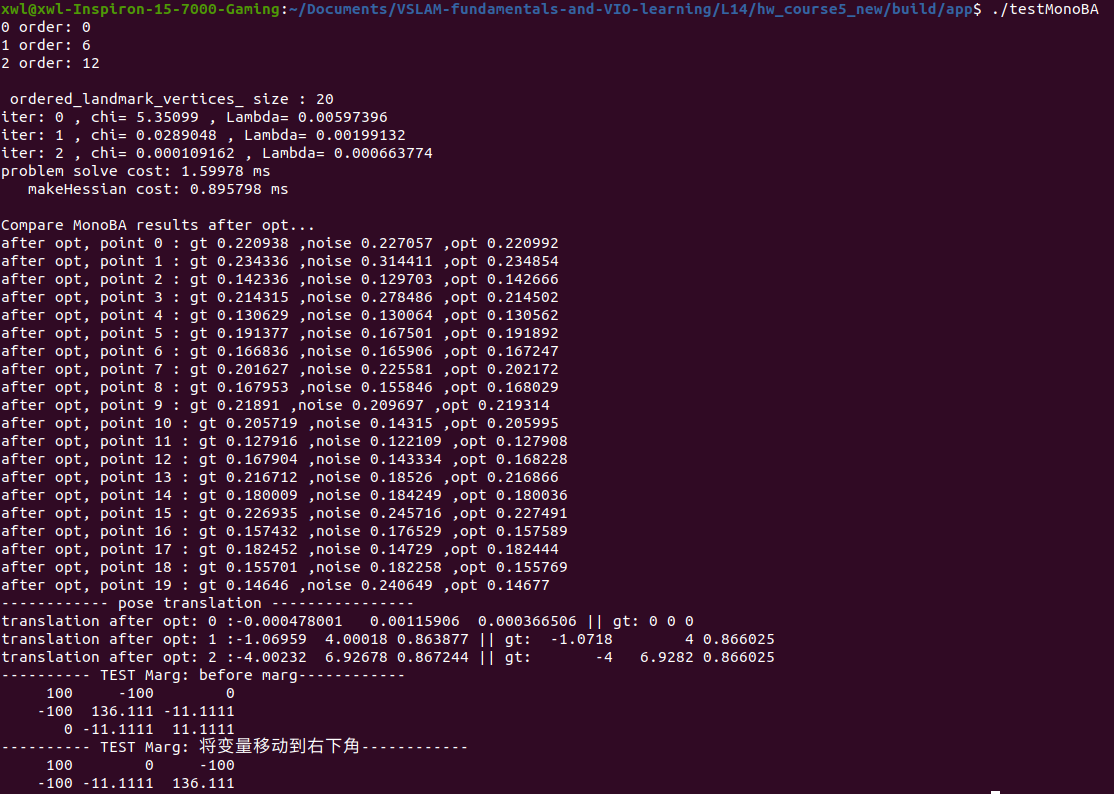 xwl@xwl-Inspiron-15-7000-Gaming:~/Documents/VSLAM-fundamentals-and-VIO-learning/L14/hw_course5_new/build/app$ ./testMonoBA
0 order: 0
1 order: 6
2 order: 12
 ordered_landmark_vertices_ size : 20
iter: 0 , chi= 5.35099 , Lambda= 0.00597396
iter: 1 , chi= 0.0289048 , Lambda= 0.00199132
iter: 2 , chi= 0.000109162 , Lambda= 0.000663774
problem solve cost: 1.59978 ms
   makeHessian cost: 0.895798 ms
Compare MonoBA results after opt...
after opt, point 0 : gt 0.220938 ,noise 0.227057 ,opt 0.220992
after opt, point 1 : gt 0.234336 ,noise 0.314411 ,opt 0.234854
after opt, point 2 : gt 0.142336 ,noise 0.129703 ,opt 0.142666
after opt, point 3 : gt 0.214315 ,noise 0.278486 ,opt 0.214502
after opt, point 4 : gt 0.130629 ,noise 0.130064 ,opt 0.130562
after opt, point 5 : gt 0.191377 ,noise 0.167501 ,opt 0.191892
after opt, point 6 : gt 0.166836 ,noise 0.165906 ,opt 0.167247
after opt, point 7 : gt 0.201627 ,noise 0.225581 ,opt 0.202172
after opt, point 8 : gt 0.167953 ,noise 0.155846 ,opt 0.168029
after opt, point 9 : gt 0.21891 ,noise 0.209697 ,opt 0.219314
after opt, point 10 : gt 0.205719 ,noise 0.14315 ,opt 0.205995
after opt, point 11 : gt 0.127916 ,noise 0.122109 ,opt 0.127908
after opt, point 12 : gt 0.167904 ,noise 0.143334 ,opt 0.168228
after opt, point 13 : gt 0.216712 ,noise 0.18526 ,opt 0.216866
after opt, point 14 : gt 0.180009 ,noise 0.184249 ,opt 0.180036
after opt, point 15 : gt 0.226935 ,noise 0.245716 ,opt 0.227491
after opt, point 16 : gt 0.157432 ,noise 0.176529 ,opt 0.157589
after opt, point 17 : gt 0.182452 ,noise 0.14729 ,opt 0.182444
after opt, point 18 : gt 0.155701 ,noise 0.182258 ,opt 0.155769
after opt, point 19 : gt 0.14646 ,noise 0.240649 ,opt 0.14677
------------ pose translation ----------------
translation after opt: 0 :-0.000478001   0.00115906  0.000366506 || gt: 0 0 0
translation after opt: 1 :-1.06959  4.00018 0.863877 || gt:  -1.0718        4 0.866025
translation after opt: 2 :-4.00232  6.92678 0.867244 || gt:       -4   6.9282 0.866025
---------- TEST Marg: before marg------------
     100     -100        0
    -100  136.111 -11.1111
       0 -11.1111  11.1111
---------- TEST Marg: 将变量移动到右下角------------
     100        0     -100
    -100 -11.1111  136.111